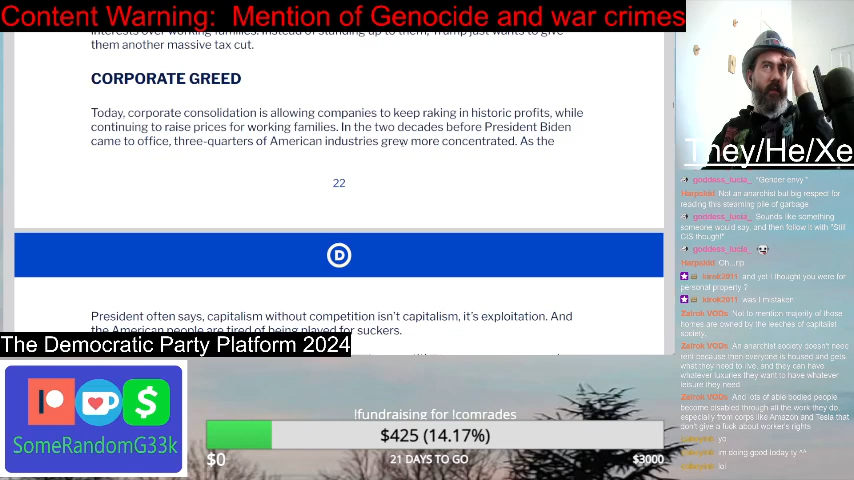 Content Warning: Mention of Genocide and war crimes
them another massive tax cut.
CORPORATE GREED
Today, corporate consolidation is allowing companies to keep raking in historic profits, while
continuing to raise prices for working families. In the two decades before President Biden
came to office, three-quarters of American industries grew more concentrated. As the
22
D
President often says, capitalism without competition isn't capitalism, it's exploitation. And
the American people are tired of being played for suckers.
The Democratic Party Platform 2024
SomeRandomG33k
!fundraising for !comrades
$425 (14.17%)
$0
21 DAYS TO GO
$3000
They/He/Xe
goddess_lucia_ "Gender envy"
Not an anarchist but big respect for
reading this steaming pile of garbage
goddess_lucia_ Sounds like something
someone would say, and then follow it with "Still
CIS though!"
goddess_lucia_
and yet I thought you were for
personal property ?
was I mistaken.
Zairok VODs Not to mention majority of those
homes are owned by the leeches of capitalist
society.
Zairok VODs An anarchist society doesn't need
rent because then everyone is housed and gets
what they need to live, and they can have
whatever luxuries they want to have whatever
leisure they need
Zairok VODs And lots of able bodied people
become disabled through all the work they do,
especially from corps like Amazon and Tesla that
don't give a fuck about worker's rights
yo
im doing good today ty ^^
lol